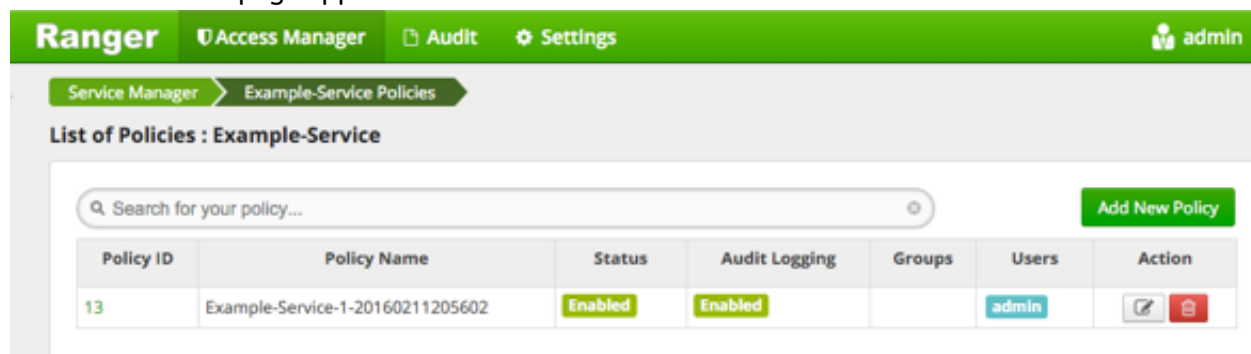 Ranger Access Manager Audit Settings admin
Service Manager Example-Service Policies
List of Policies : Example-Service
Search for your policy... Add New Policy
Policy ID Policy Name Status Audit Logging Groups Users Action
13 Example-Service-1-20160211205602 Enabled Enabled admin